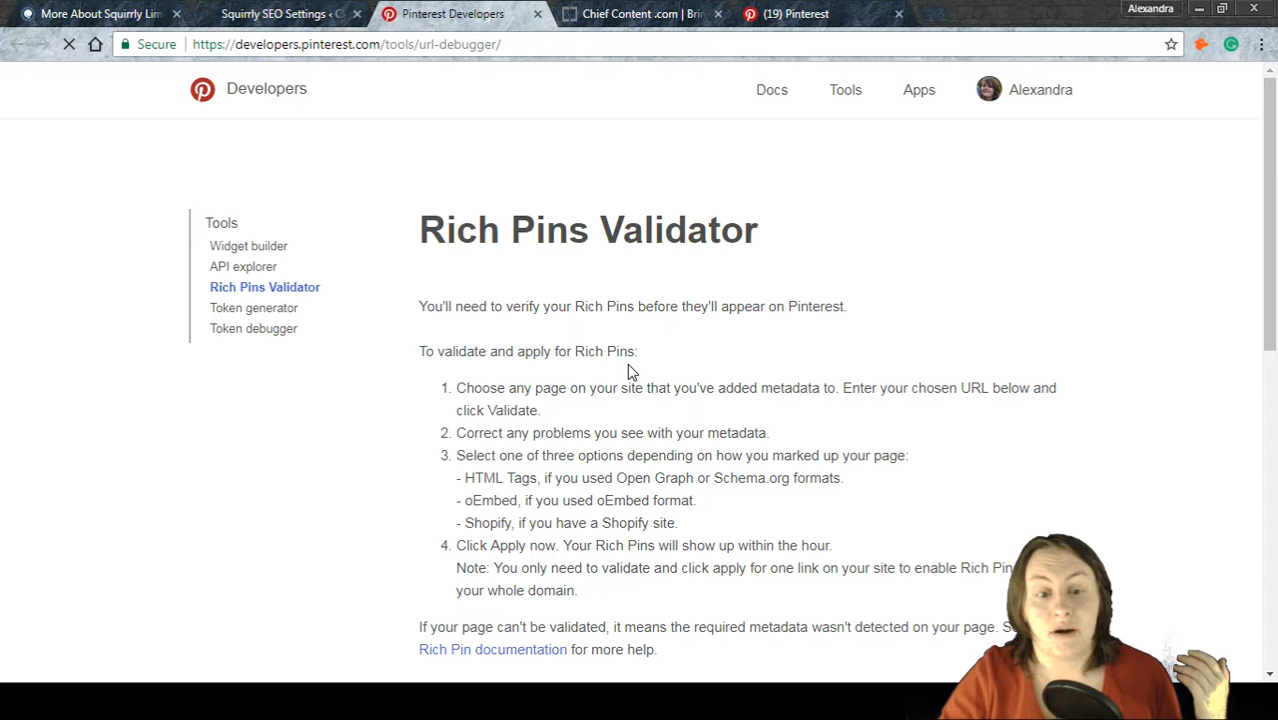 Alexandra
More About Squirrly Lim
Squirrly SEO Settings ‹ C
Pinterest Developers
Chief Content .com | Brin
(19) Pinterest
Secure
https://developers.pinterest.com/tools/url-debugger/
Developers
Docs
Tools
Apps
Alexandra
Tools
Widget builder
API explorer
Rich Pins Validator
Token generator
Token debugger
Rich Pins Validator
You'll need to verify your Rich Pins before they'll appear on Pinterest.
To validate and apply for Rich Pins:
1. Choose any page on your site that you've added metadata to. Enter your chosen URL below and
click Validate.
2. Correct any problems you see with your metadata.
3. Select one of three options depending on how you marked up your page:
- HTML Tags, if you used Open Graph or Schema.org formats.
- oEmbed, if you used oEmbed format.
- Shopify, if you have a Shopify site.
4. Click Apply now. Your Rich Pins will show up within the hour.
Note: You only need to validate and click apply for one link on your site to enable Rich Pin
your whole domain.
If your page can't be validated, it means the required metadata wasn't detected on your page.
Rich Pin documentation for more help.